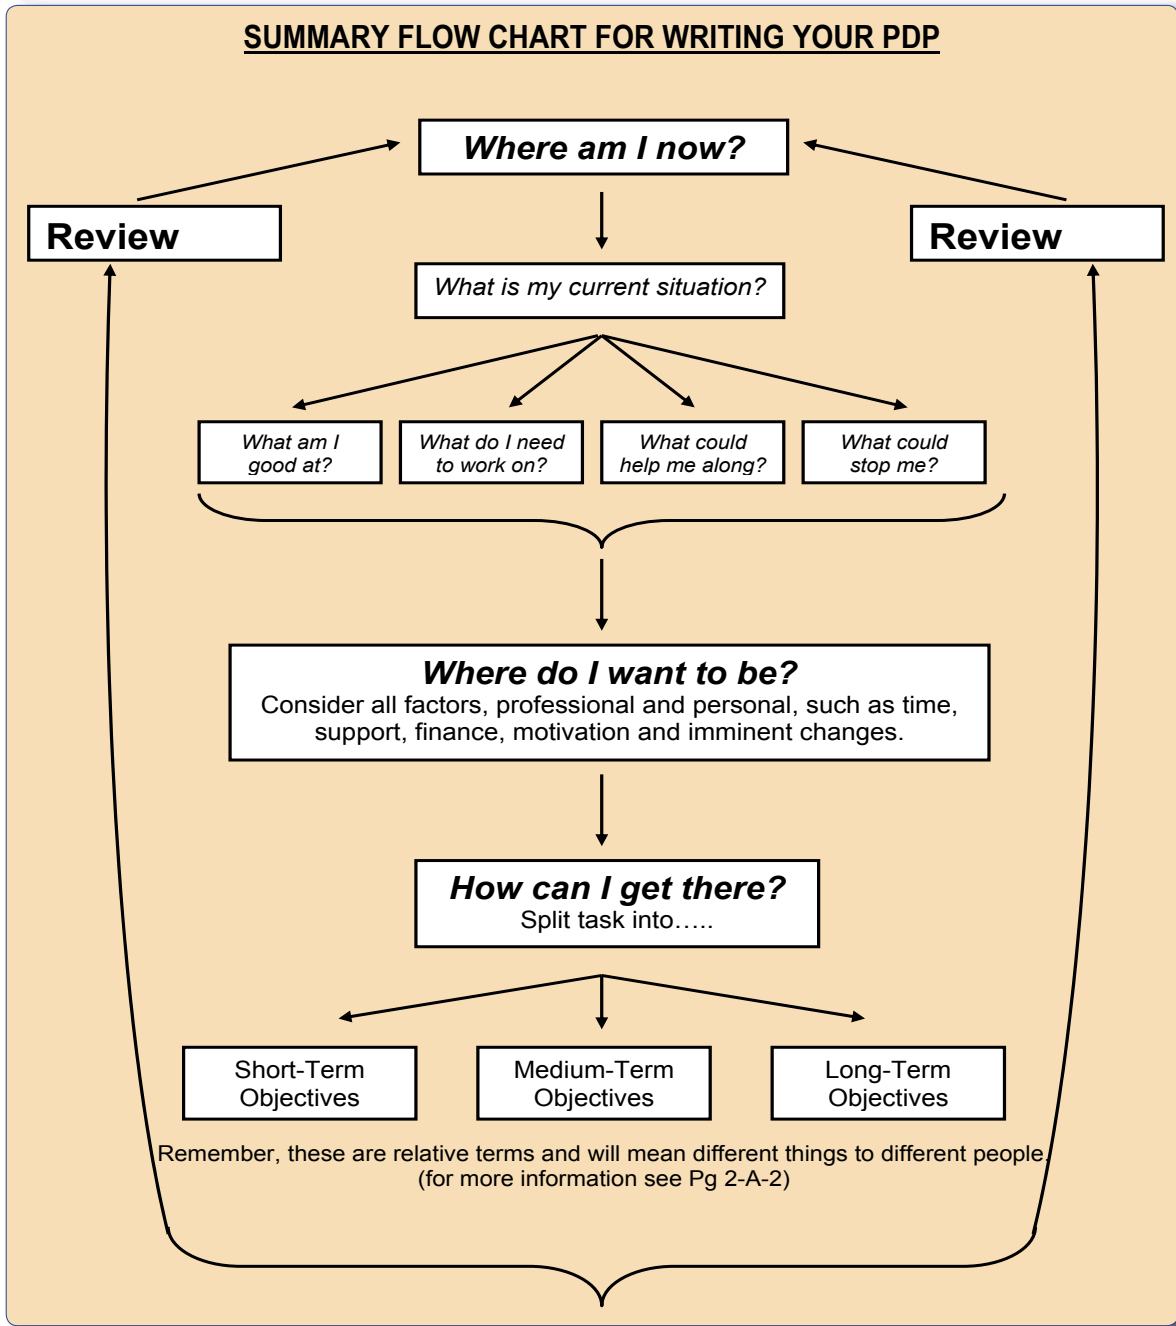 SUMMARY FLOW CHART FOR WRITING YOUR PDP
Where am I now?
Review
Review
What is my current situation?
What am I
good at?
What do I need
to work on?
What could
help me along?
What could
stop me?
Where do I want to be?
Consider all factors, professional and personal, such as time,
support, finance, motivation and imminent changes.
How can I get there?
Split task into…..
Short-Term
Objectives
Medium-Term
Objectives
Long-Term
Objectives
Remember, these are relative terms and will mean different things to different people.
(for more information see Pg 2-A-2)